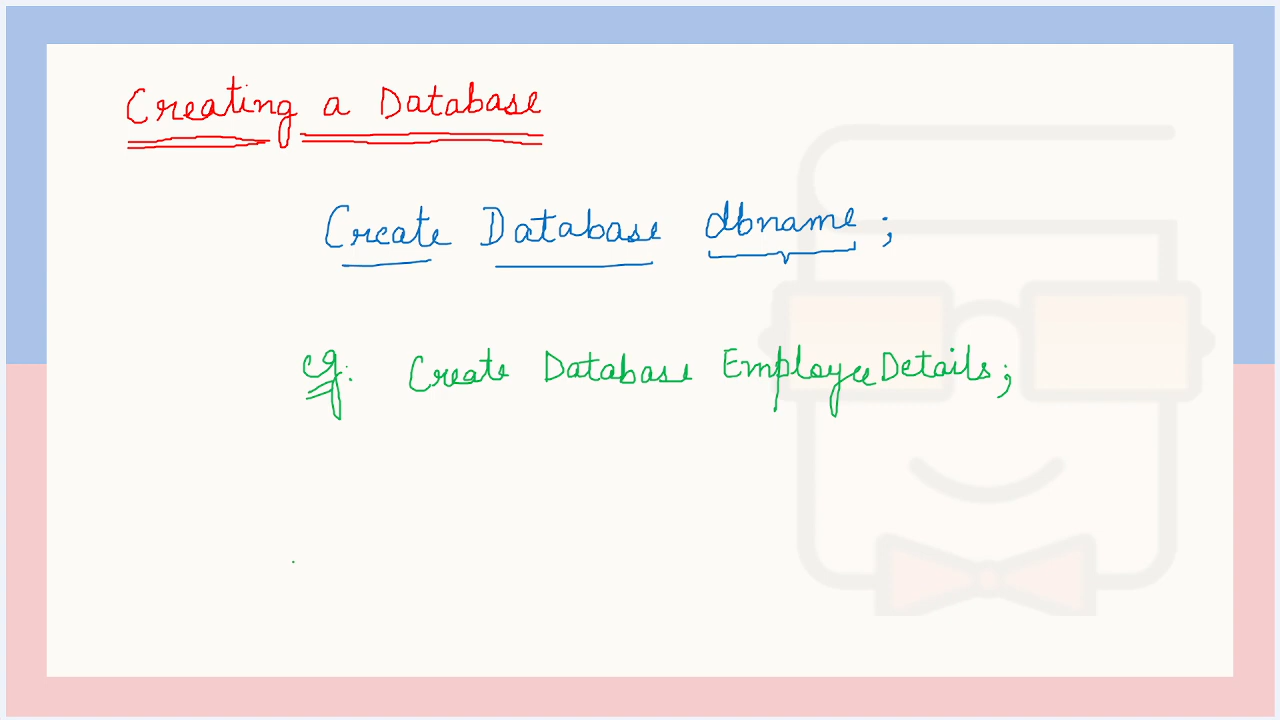 Creating a Database
Create Database dbname ;
eg: Create Database EmployeeDetails;